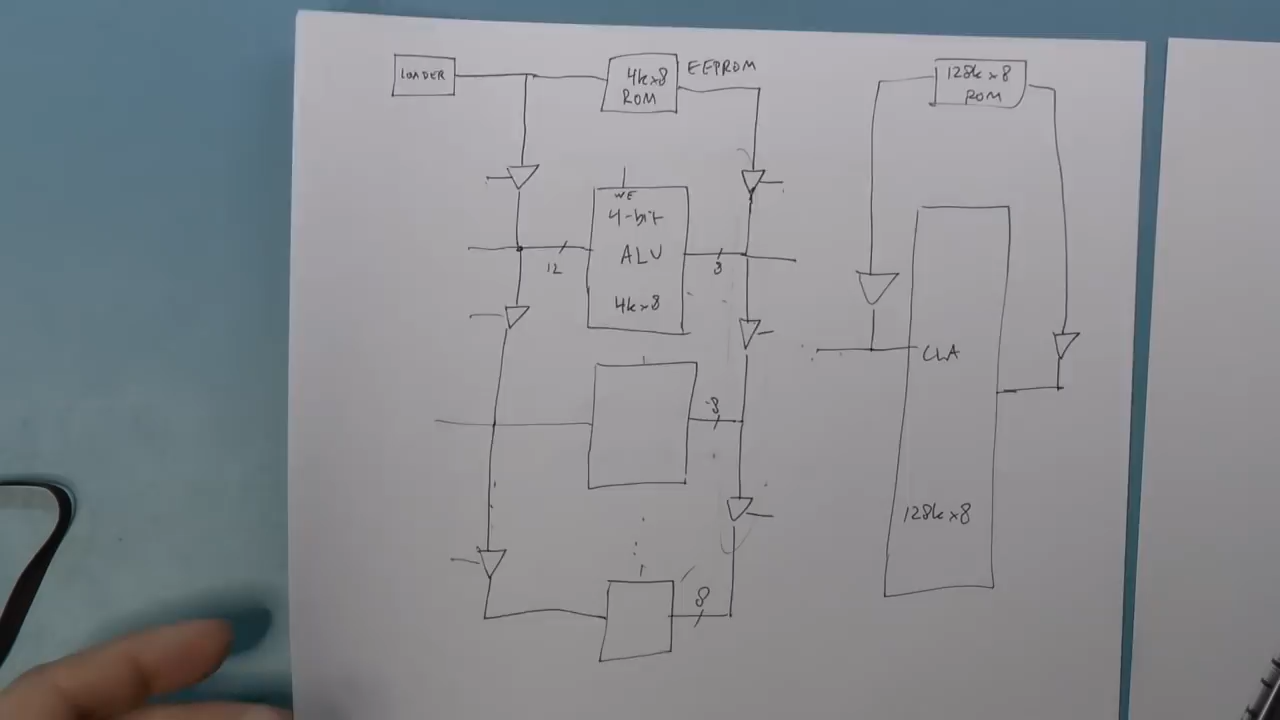 LOADER
4k×8
ROM
EEPROM
128k×8
ROM
WE
4-bit
ALU
4k×8
12
8
8
8
CLA
128k×8